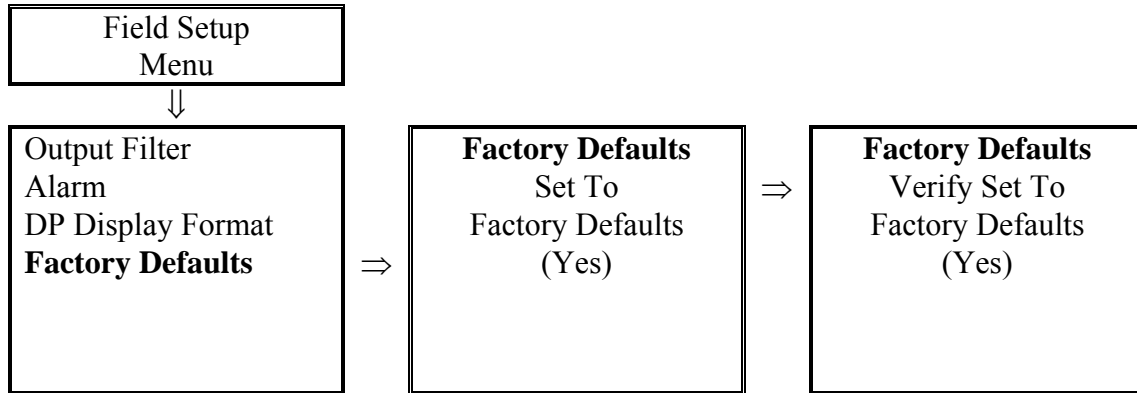 Field Setup
Menu
⇓
Output Filter
Alarm
DP Display Format
Factory Defaults
⇒
Factory Defaults
Set To
Factory Defaults
(Yes)
⇒
Factory Defaults
Verify Set To
Factory Defaults
(Yes)